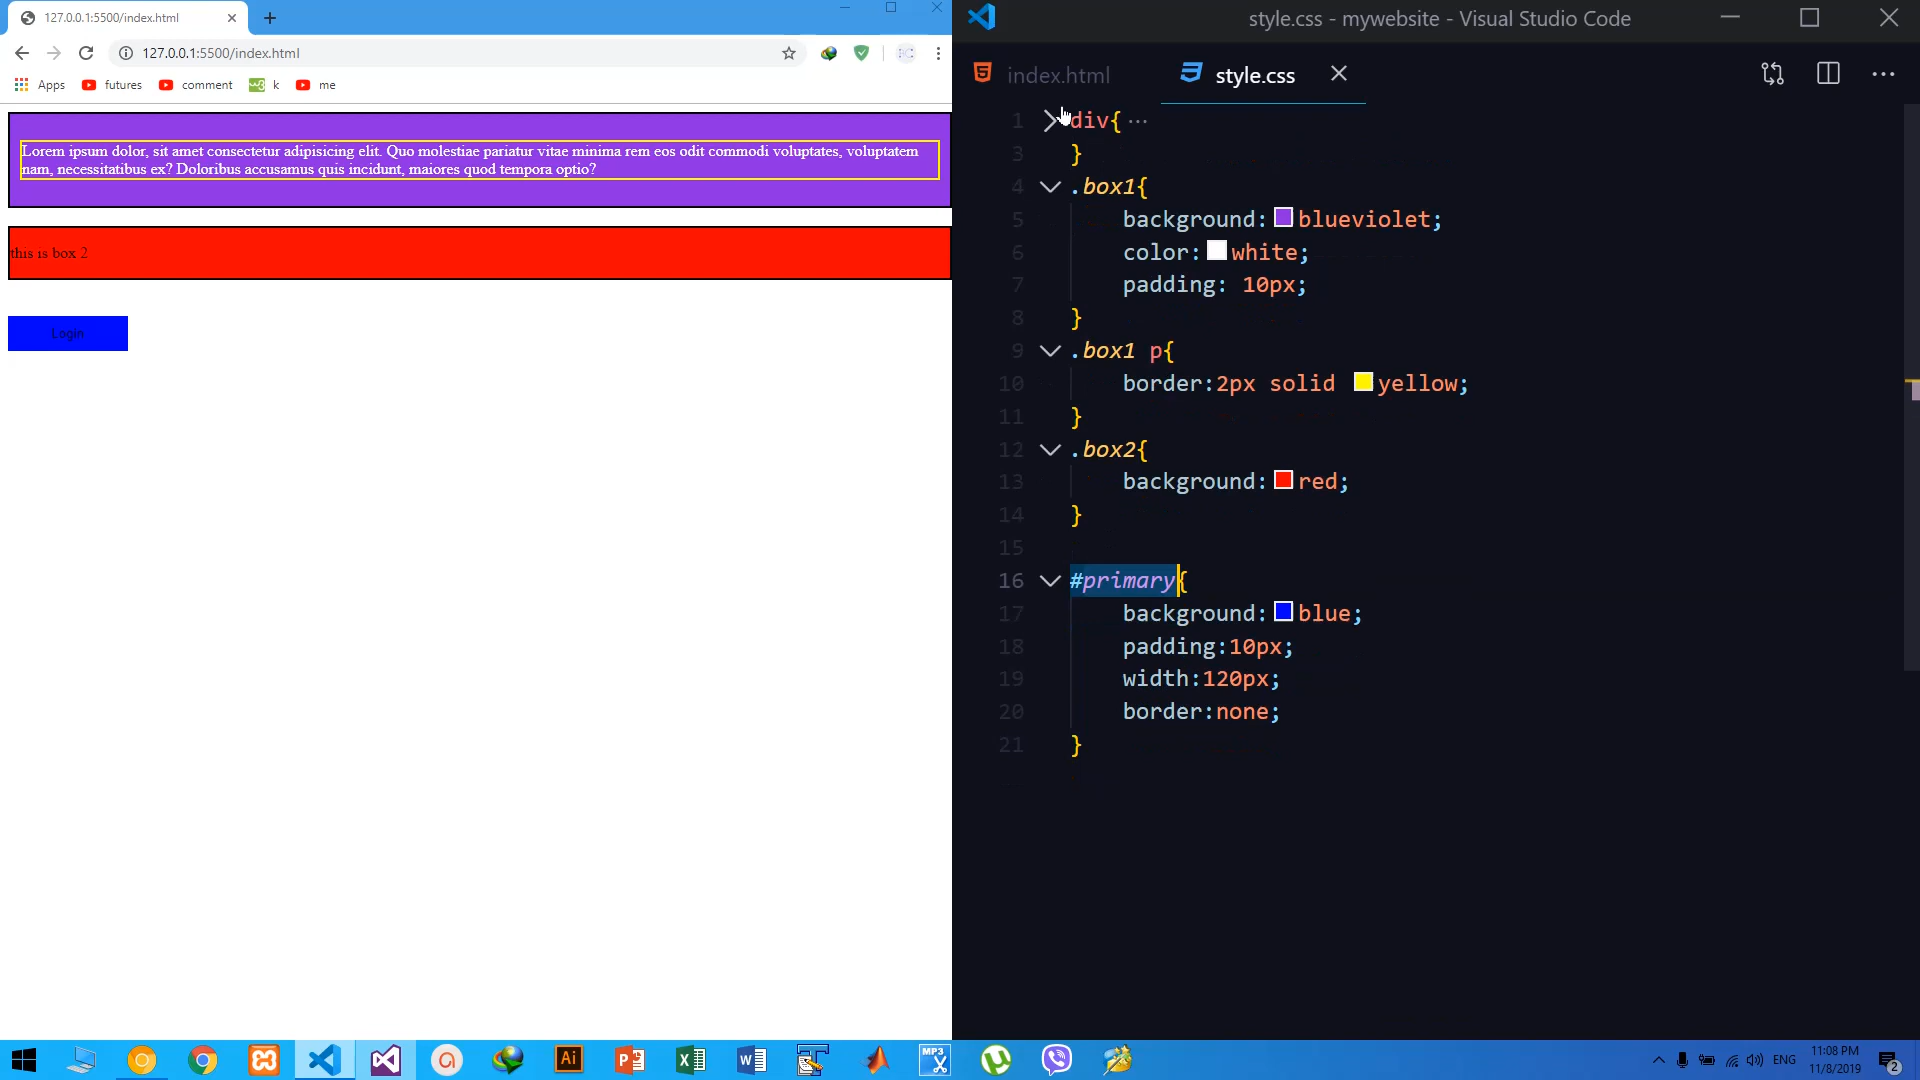 127.0.0.1:5500/index.html
127.0.0.1:5500/index.html
Apps futures comment k me
Lorem ipsum dolor, sit amet consectetur adipisicing elit. Quo molestiae pariatur vitae minima rem eos odit commodi voluptates, voluptatem
nam, necessitatibus ex? Doloribus accusamus quis incidunt, maiores quod tempora optio?
this is box 2
Login
style.css - mywebsite - Visual Studio Code
index.html style.css
1 div{ ···
3 }
4 .box1{
5 background: blueviolet;
6 color: white;
7 padding: 10px;
8 }
9 .box1 p{
10 border:2px solid yellow;
11 }
12 .box2{
13 background: red;
14 }
15
16 #primary{
17 background: blue;
18 padding:10px;
19 width:120px;
20 border:none;
21 }
Ai
MP3
ENG
11:08 PM
11/8/2019
2